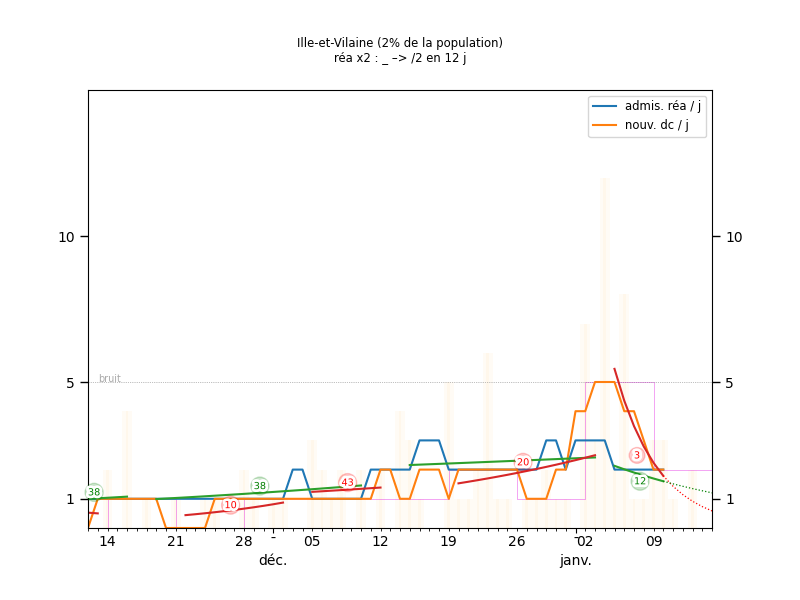 Ille-et-Vilaine (2% de la population)
réa x2 : _ –> /2 en 12 j
admis. réa / j
nouv. dc / j
10 10
bruit
5 5
20
3
38 38 43 12
10
1 1
14 21 28 - 05 12 19 26 -02 09
déc. janv.